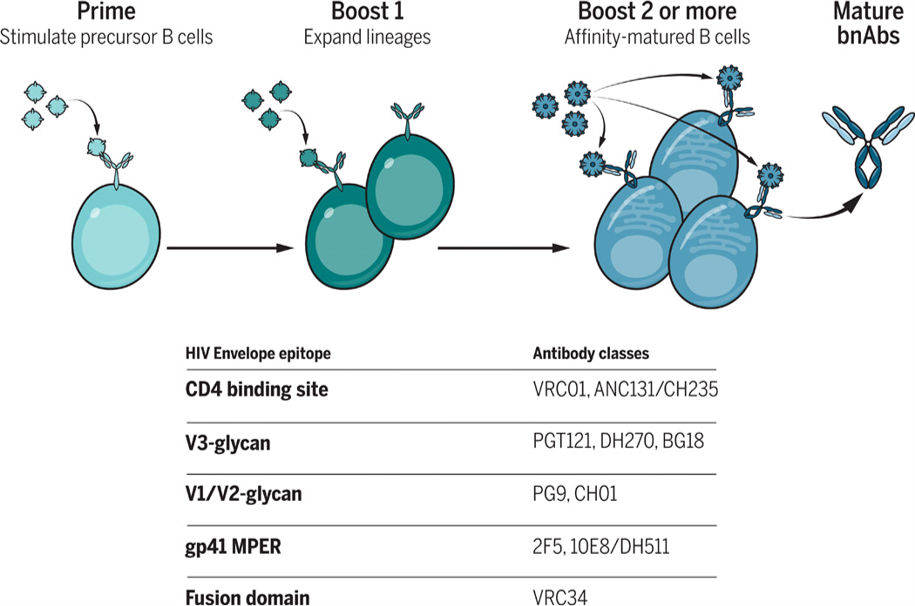 Prime
Stimulate precursor B cells
Boost 1
Expand lineages
Boost 2 or more
Affinity-matured B cells
Mature
bnAbs
HIV Envelope epitope Antibody classes
CD4 binding site VRC01, ANC131/CH235
V3-glycan PGT121, DH270, BG18
V1/V2-glycan PG9, CH01
gp41 MPER 2F5, 10E8/DH511
Fusion domain VRC34